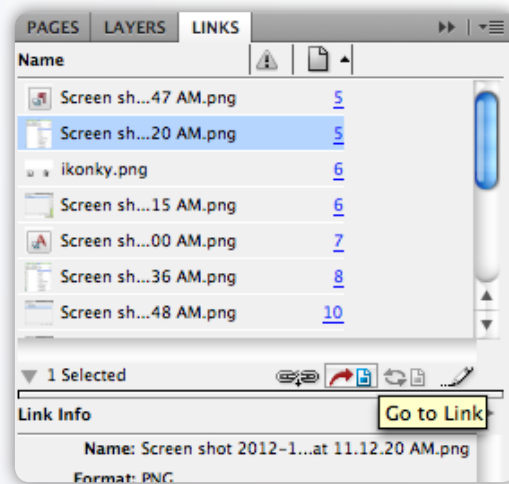 PAGES LAYERS LINKS
Name
Screen sh...47 AM.png 5
Screen sh...20 AM.png 5
ikonky.png 6
Screen sh...15 AM.png 6
Screen sh...00 AM.png 7
Screen sh...36 AM.png 8
Screen sh...48 AM.png 10
1 Selected
Go to Link
Link Info
Name: Screen shot 2012-1...at 11.12.20 AM.png
Format: PNG